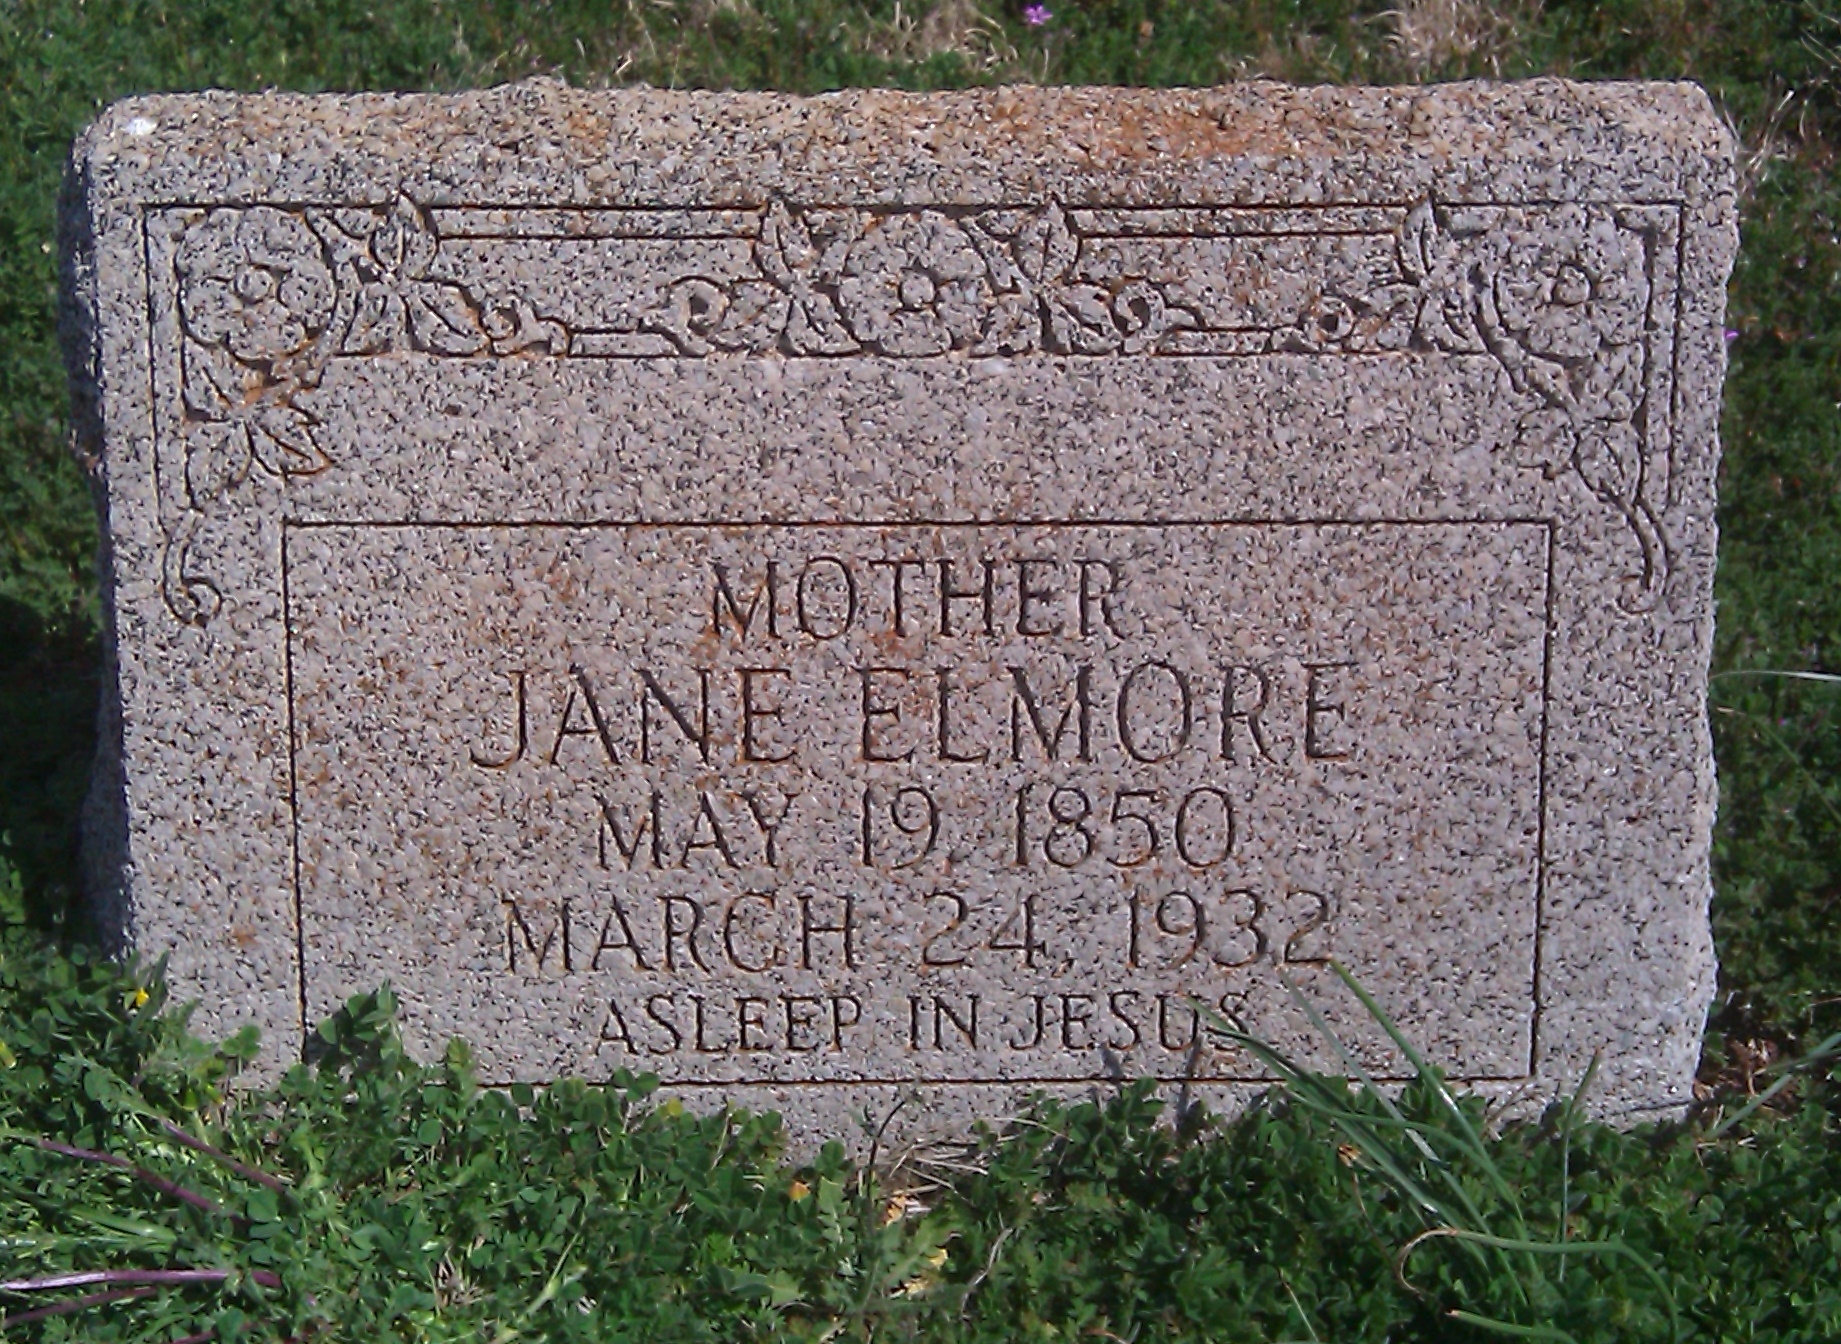 MOTHER
JANE ELMORE
MAY 19, 1850
MARCH 24, 1932
ASLEEP IN JESUS